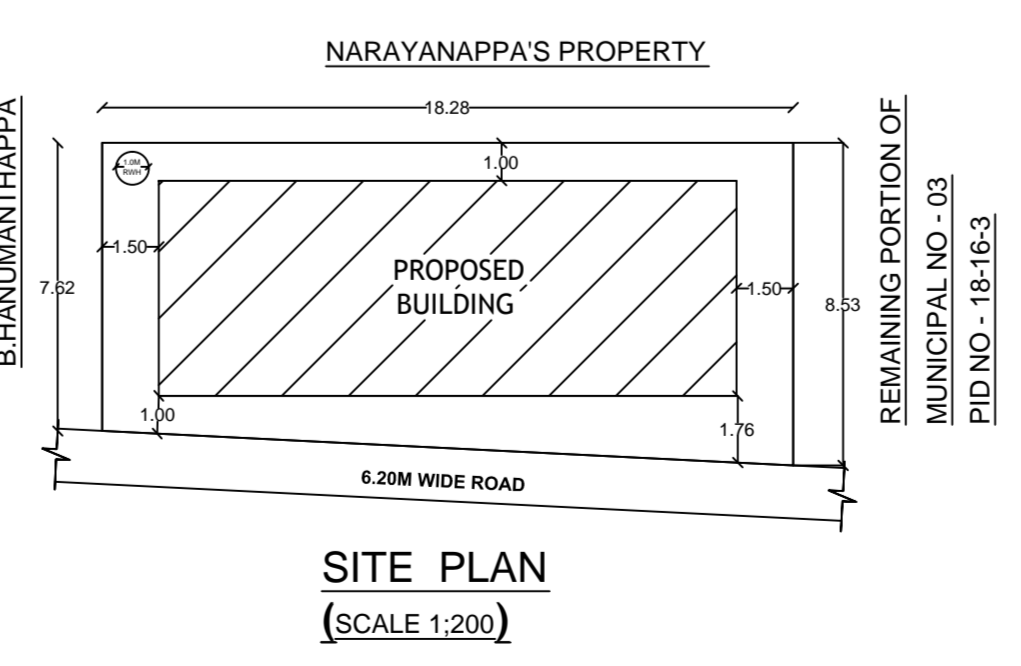 NARAYANAPPA'S PROPERTY
18.28
B.HANUMANTHAPPA
7.62
1.0M
RWH
1.00
1.50
PROPOSED
BUILDING
1.50
8.53
REMAINING PORTION OF
MUNICIPAL NO - 03
PID NO - 18-16-3
1.00
1.76
6.20M WIDE ROAD
SITE PLAN
(SCALE 1;200)